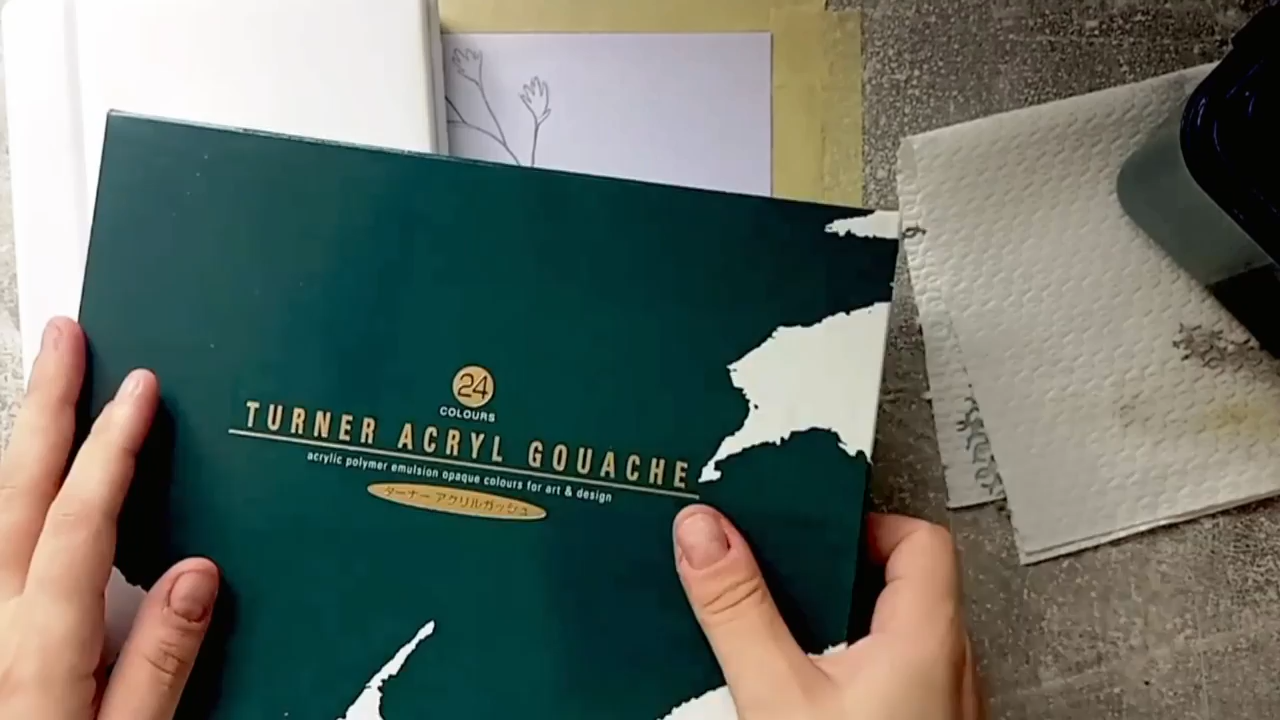 24
COLOURS
TURNER ACRYL GOUACHE
acrylic polymer emulsion opaque colours for art & design
ターナー アクリルガッシュ